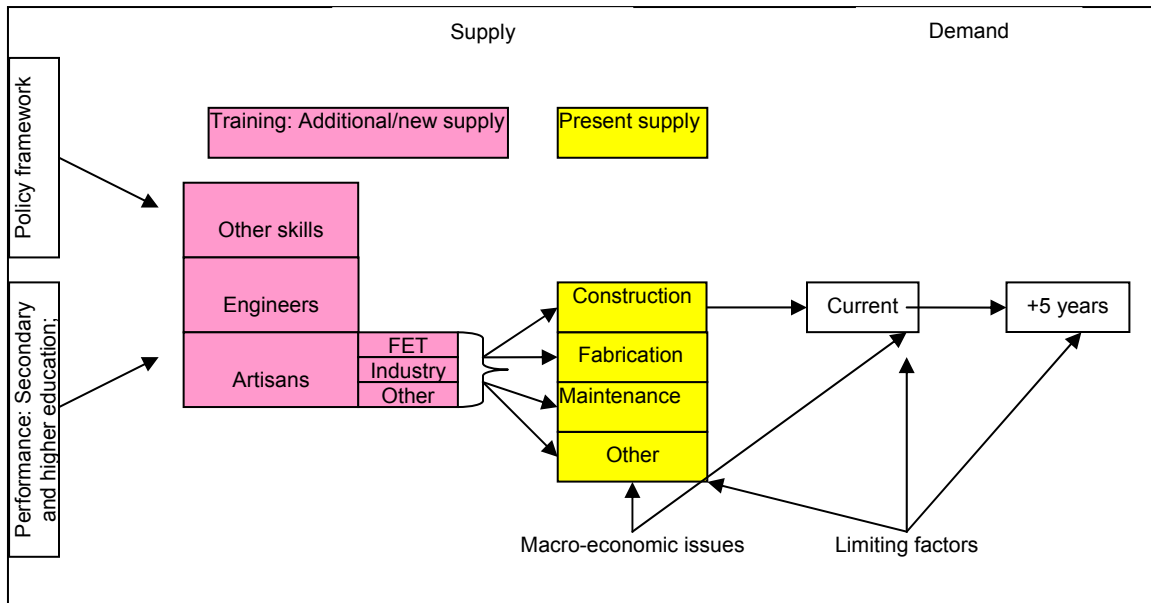 Supply
Demand
Policy framework
Training: Additional/new supply
Present supply
Other skills
Engineers
Artisans
FET
Industry
Other
Construction
Fabrication
Maintenance
Other
Current
+5 years
Performance: Secondary
and higher education;
Macro-economic issues
Limiting factors